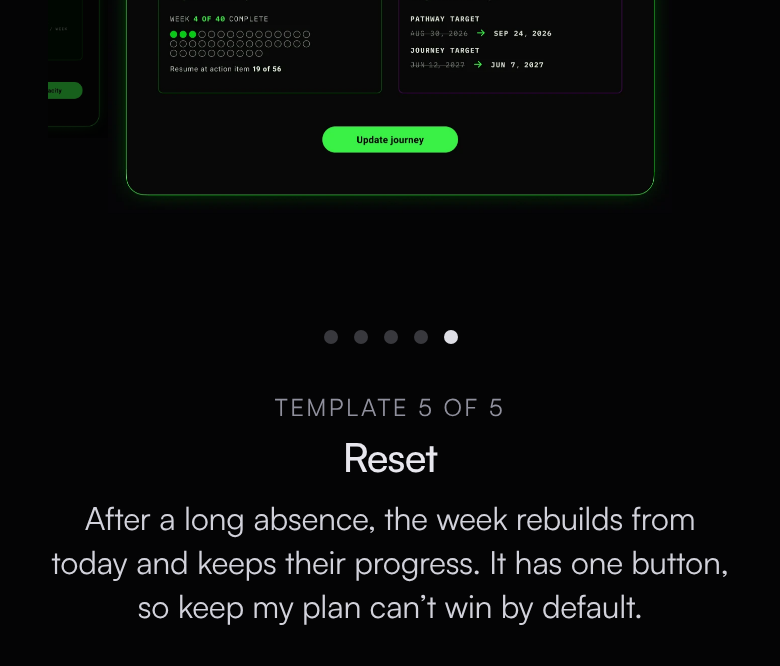 , with
acity
WEEK 4 OF 40 COMPLETE
Resume at action item 19 of 56
PATHWAY TARGET
AUG 30, 2026 → SEP 24, 2026
JOURNEY TARGET
JUN 12, 2027 → JUN 7, 2027
Update journey
TEMPLATE 5 OF 5
Reset
After a long absence, the week rebuilds from
today and keeps their progress. It has one button,
so keep my plan can’t win by default.